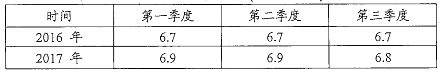 时间 第一季度 第二季度 第三季度
2016 年 6.7 6.7 6.7
2017 年 6.9 6.9 6.8